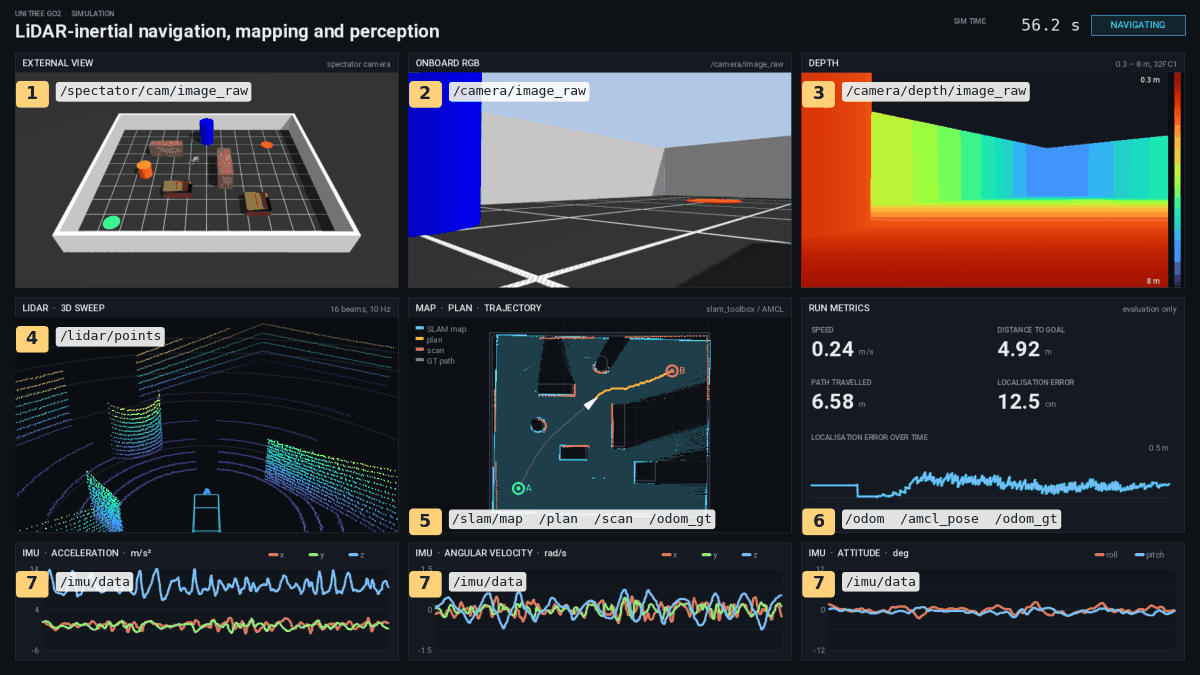 UNITREE GO2 · SIMULATION
LiDAR-inertial navigation, mapping and perception
SIM TIME
56.2 s
NAVIGATING
EXTERNAL VIEW
spectator camera
1
/spectator/cam/image_raw
ONBOARD RGB
/camera/image_raw
2
/camera/image_raw
DEPTH
0.3 – 8 m, 32FC1
0.3 m
3
/camera/depth/image_raw
8 m
LIDAR · 3D SWEEP
16 beams, 10 Hz
4
/lidar/points
MAP · PLAN · TRAJECTORY
slam_toolbox / AMCL
SLAM map
plan
scan
GT path
B
A
5
/slam/map /plan /scan /odom_gt
RUN METRICS
evaluation only
SPEED
0.24 m/s
DISTANCE TO GOAL
4.92 m
PATH TRAVELLED
6.58 m
LOCALISATION ERROR
12.5 cm
LOCALISATION ERROR OVER TIME
0.5 m
6
/odom /amcl_pose /odom_gt
IMU · ACCELERATION · m/s²
x y z
14
7
/imu/data
4
-6
IMU · ANGULAR VELOCITY · rad/s
x y z
1.5
7
/imu/data
0
-1.5
IMU · ATTITUDE · deg
roll pitch
12
7
/imu/data
0
-12